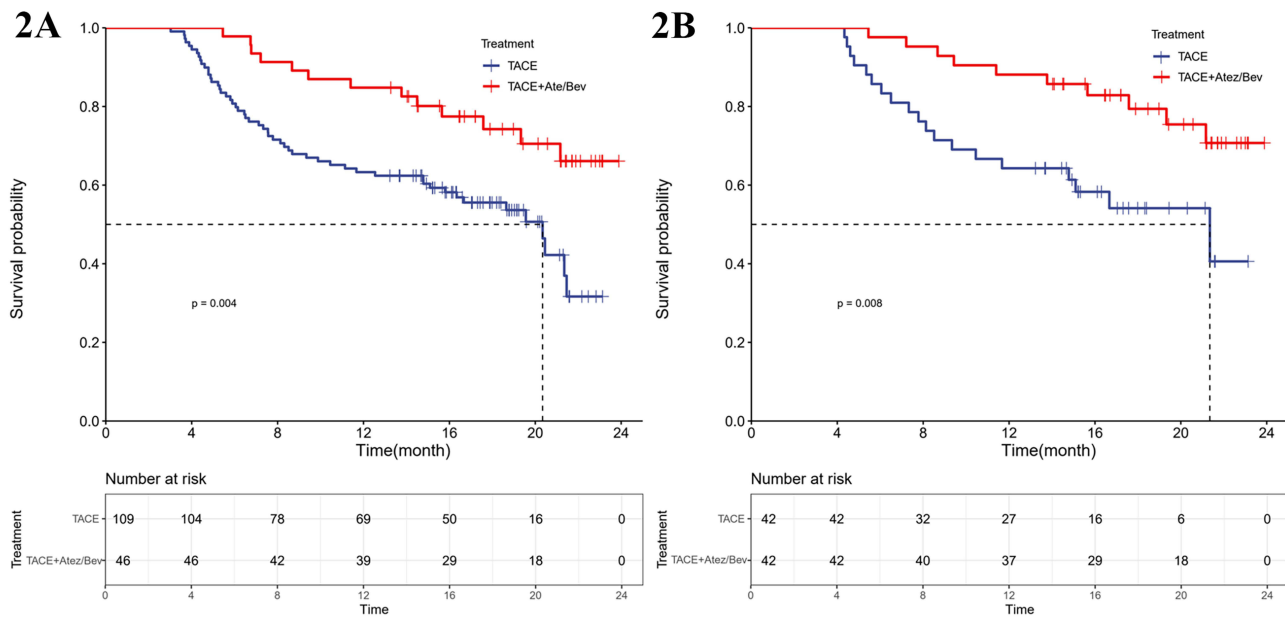 2A
Treatment
TACE
TACE+Ate/Bev
Survival probability
1.0
0.8
0.6
0.4
0.2
0.0
p = 0.004
0 4 8 12 16 20 24
Time(month)
Number at risk
Treatment
TACE 109 104 78 69 50 16 0
TACE+Atez/Bev 46 46 42 39 29 18 0
0 4 8 12 16 20 24
Time
2B
Treatment
TACE
TACE+Atez/Bev
Survival probability
1.0
0.8
0.6
0.4
0.2
0.0
p = 0.008
0 4 8 12 16 20 24
Time(month)
Number at risk
Treatment
TACE 42 42 32 27 16 6 0
TACE+Atez/Bev 42 42 40 37 29 18 0
0 4 8 12 16 20 24
Time